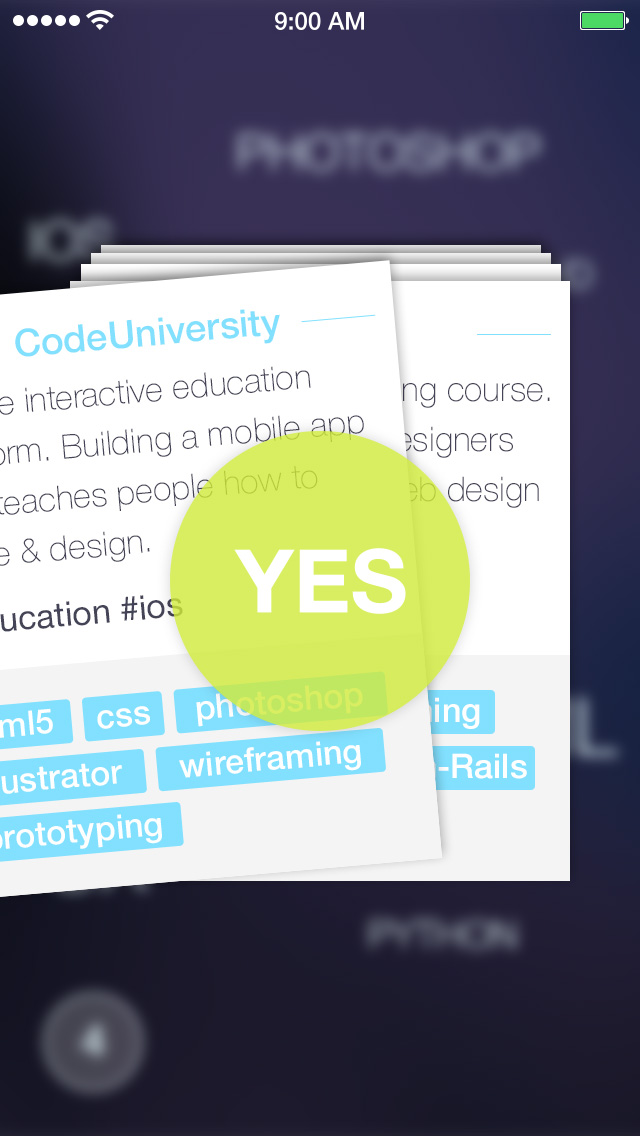 9:00 AM
PHOTOSHOP
IOS
CodeUniversity
e interactive education
orm. Building a mobile app
teaches people how to
e & design.
ucation #ios
ml5 css photoshop
ustrator wireframing
prototyping
ng course.
esigners
eb design
ing
-Rails
YES
PYTHON
4